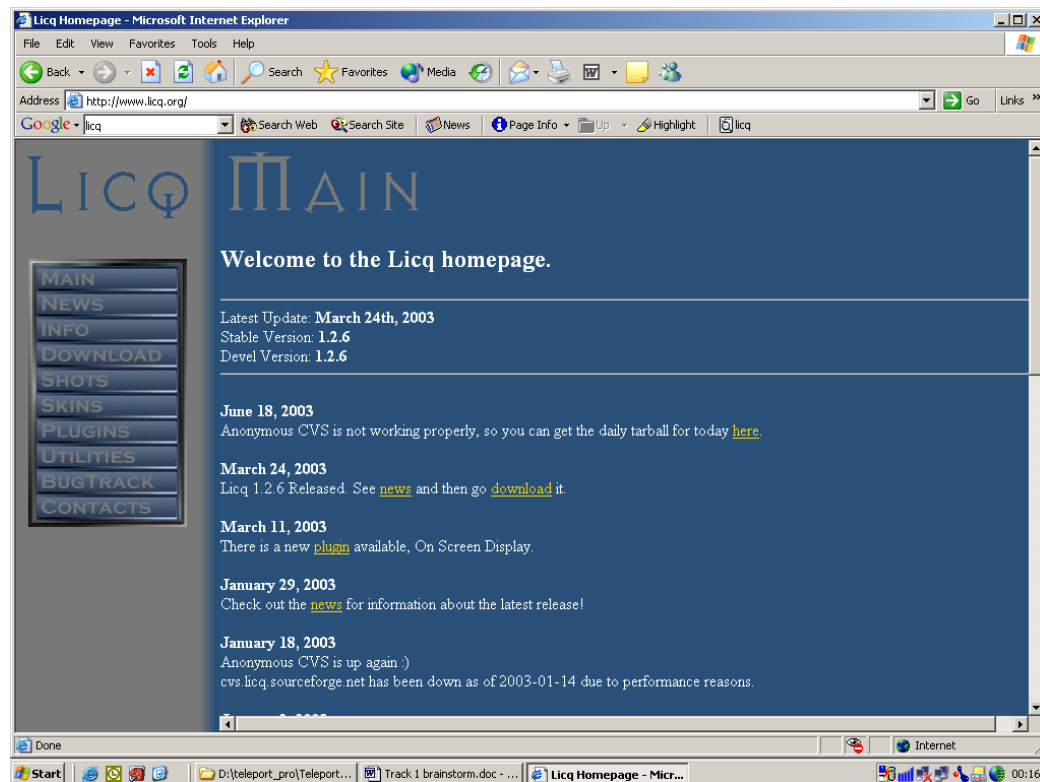 Licq Homepage - Microsoft Internet Explorer
File Edit View Favorites Tools Help
Back Search Favorites Media
Address http://www.licq.org/ Go Links »
Google licq Search Web Search Site News Page Info Up Highlight licq
LICQ MAIN
MAIN
NEWS
INFO
DOWNLOAD
SHOTS
SKINS
PLUGINS
UTILITIES
BUGTRACK
CONTACTS
Welcome to the Licq homepage.
Latest Update: March 24th, 2003
Stable Version: 1.2.6
Devel Version: 1.2.6
June 18, 2003
Anonymous CVS is not working properly, so you can get the daily tarball for today here.
March 24, 2003
Licq 1.2.6 Released. See news and then go download it.
March 11, 2003
There is a new plugin available, On Screen Display.
January 29, 2003
Check out the news for information about the latest release!
January 18, 2003
Anonymous CVS is up again :)
cvs.licq.sourceforge.net has been down as of 2003-01-14 due to performance reasons.
Done Internet
Start D:\teleport_pro\Teleport... Track 1 brainstorm.doc - ... Licq Homepage - Micr... 00:16